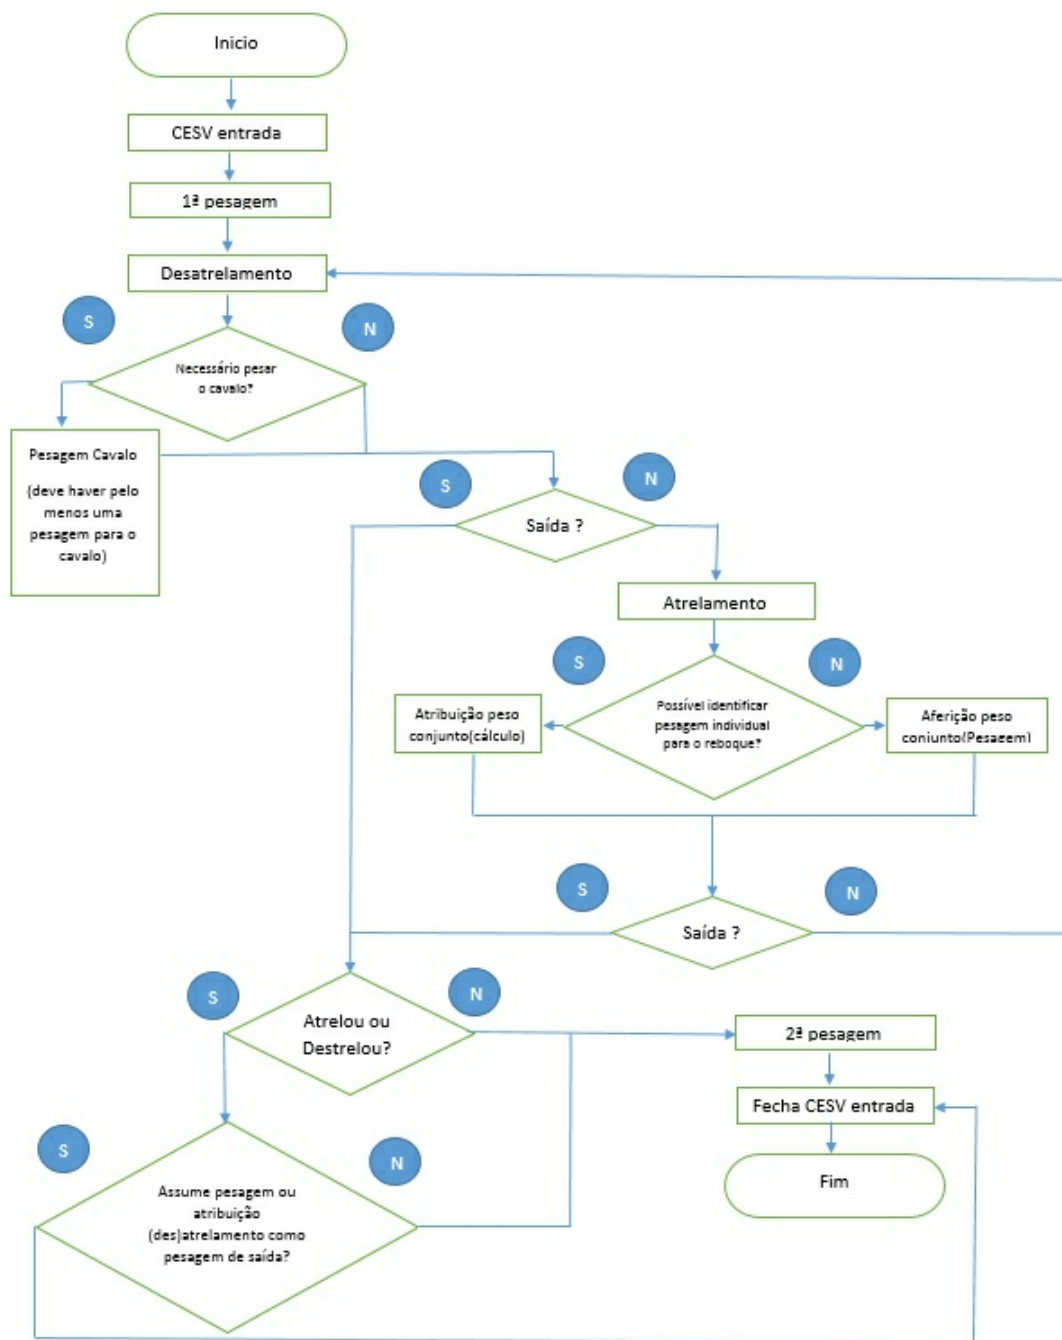 Inicio
CESV entrada
1ª pesagem
Desatrelamento
S
N
Necessário pesar
o cavalo?
Pesagem Cavalo
(deve haver pelo
menos uma
pesagem para o
cavalo)
S
N
Saída ?
Atrelamento
S
N
Possível identificar
pesagem individual
para o reboque?
Atribuição peso
conjunto(cálculo)
Aferição peso
conjunto(Pesagem)
S
N
Saída ?
S
N
Atrelou ou
Destrelou?
2ª pesagem
Fecha CESV entrada
Fim
S
N
Assume pesagem ou
atribuição
(des)atrelamento como
pesagem de saída?